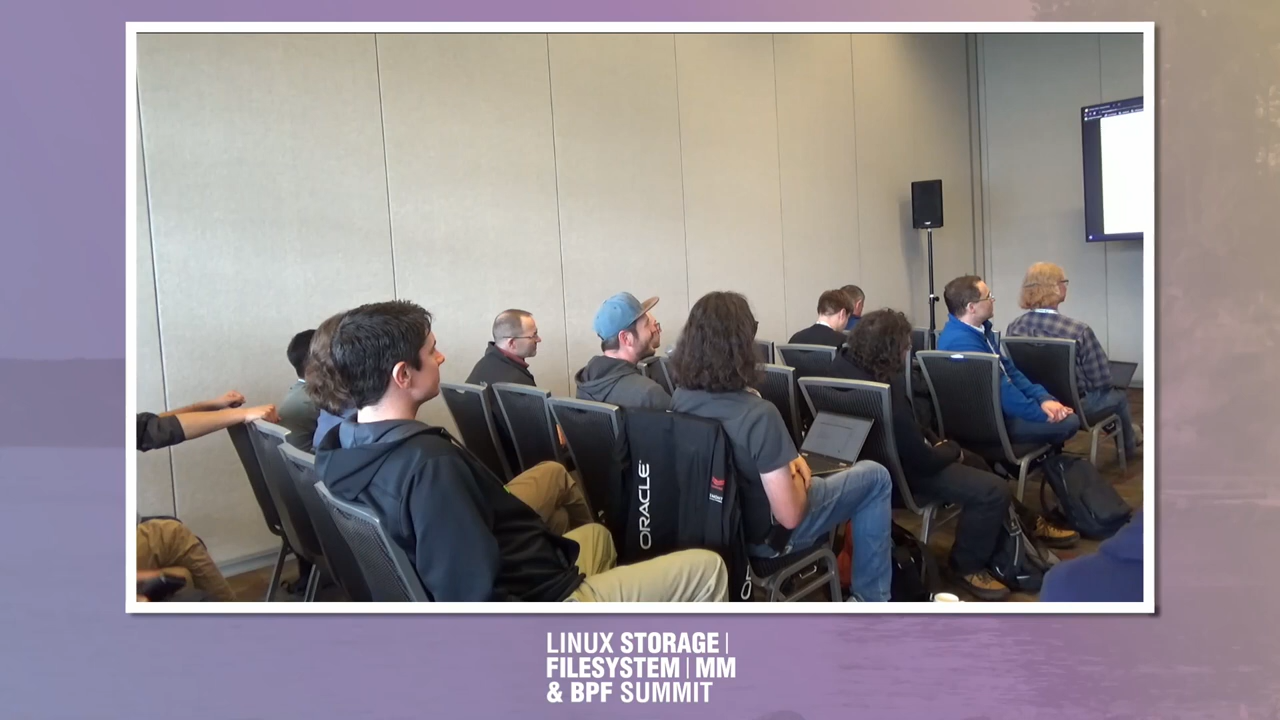 ORACLE
LINUX STORAGE |
FILESYSTEM | MM
& BPF SUMMIT